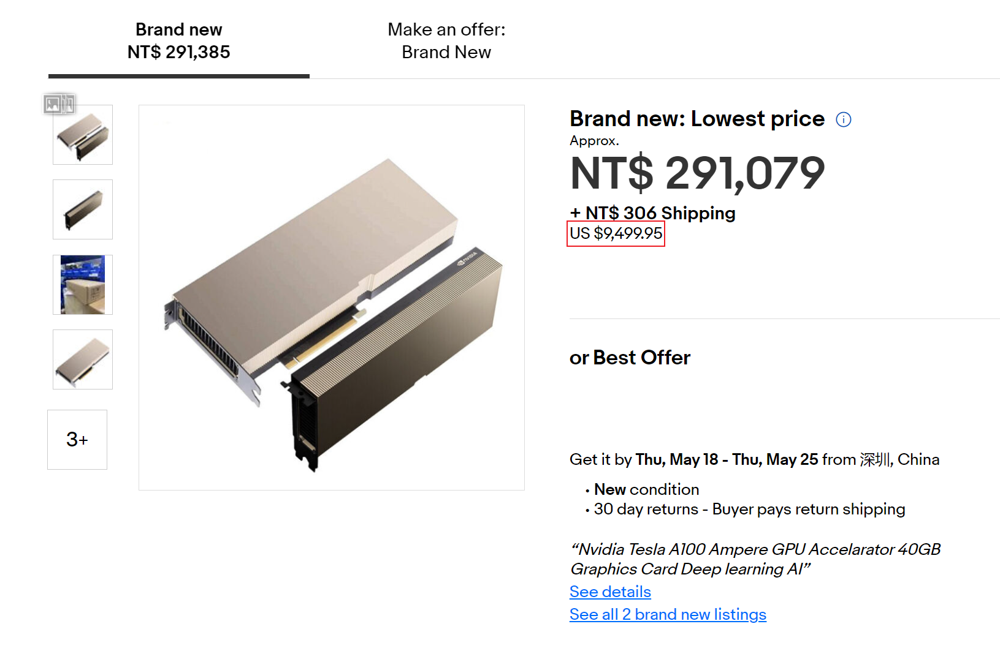 Brand new
NT$ 291,385
Make an offer:
Brand New
Brand new: Lowest price
Approx.
NT$ 291,079
+ NT$ 306 Shipping
US $9,499.95
NVIDIA
3+
or Best Offer
Get it by Thu, May 18 - Thu, May 25 from 深圳, China
• New condition
• 30 day returns - Buyer pays return shipping
“Nvidia Tesla A100 Ampere GPU Accelarator 40GB
Graphics Card Deep learning AI”
See details
See all 2 brand new listings